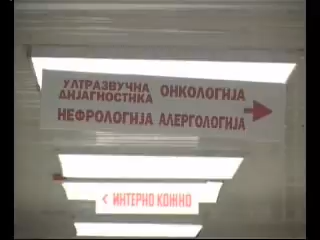 УЛТРАЗВУЧНА ДИЈАГНОСТИКА
ОНКОЛОГИЈА
НЕФРОЛОГИЈА АЛЕРГОЛОГИЈА
< ИНТЕРНО КОЖНО